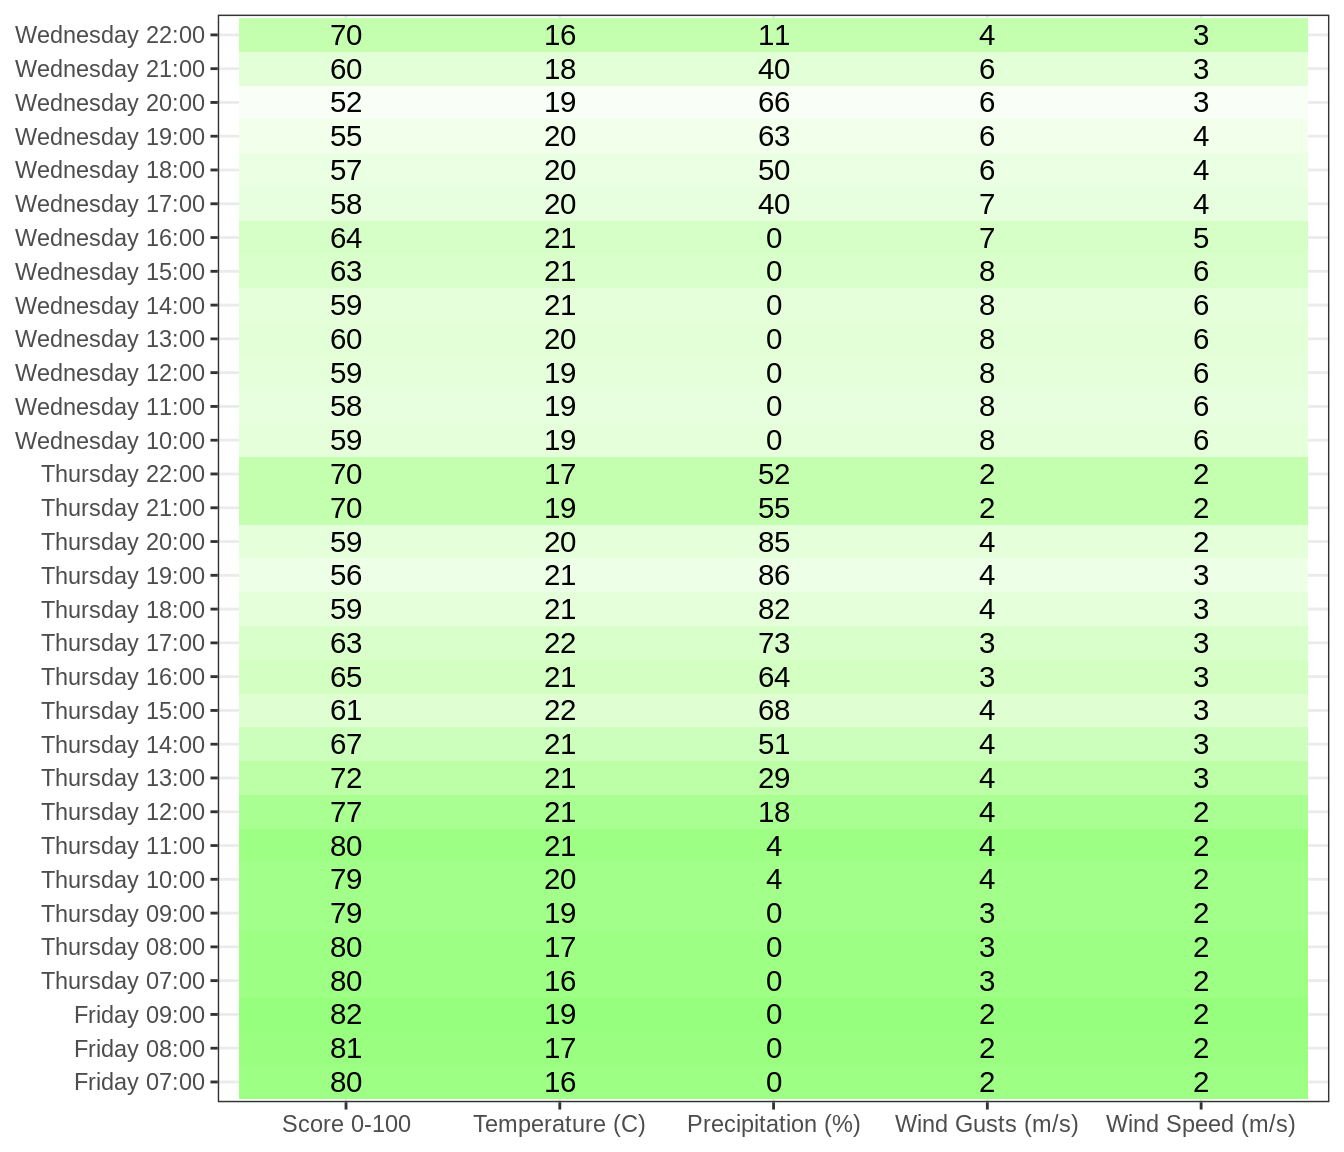 Wednesday 22:00 70 16 11 4 3
Wednesday 21:00 60 18 40 6 3
Wednesday 20:00 52 19 66 6 3
Wednesday 19:00 55 20 63 6 4
Wednesday 18:00 57 20 50 6 4
Wednesday 17:00 58 20 40 7 4
Wednesday 16:00 64 21 0 7 5
Wednesday 15:00 63 21 0 8 6
Wednesday 14:00 59 21 0 8 6
Wednesday 13:00 60 20 0 8 6
Wednesday 12:00 59 19 0 8 6
Wednesday 11:00 58 19 0 8 6
Wednesday 10:00 59 19 0 8 6
Thursday 22:00 70 17 52 2 2
Thursday 21:00 70 19 55 2 2
Thursday 20:00 59 20 85 4 2
Thursday 19:00 56 21 86 4 3
Thursday 18:00 59 21 82 4 3
Thursday 17:00 63 22 73 3 3
Thursday 16:00 65 21 64 3 3
Thursday 15:00 61 22 68 4 3
Thursday 14:00 67 21 51 4 3
Thursday 13:00 72 21 29 4 3
Thursday 12:00 77 21 18 4 2
Thursday 11:00 80 21 4 4 2
Thursday 10:00 79 20 4 4 2
Thursday 09:00 79 19 0 3 2
Thursday 08:00 80 17 0 3 2
Thursday 07:00 80 16 0 3 2
Friday 09:00 82 19 0 2 2
Friday 08:00 81 17 0 2 2
Friday 07:00 80 16 0 2 2
Score 0-100 Temperature (C) Precipitation (%) Wind Gusts (m/s) Wind Speed (m/s)